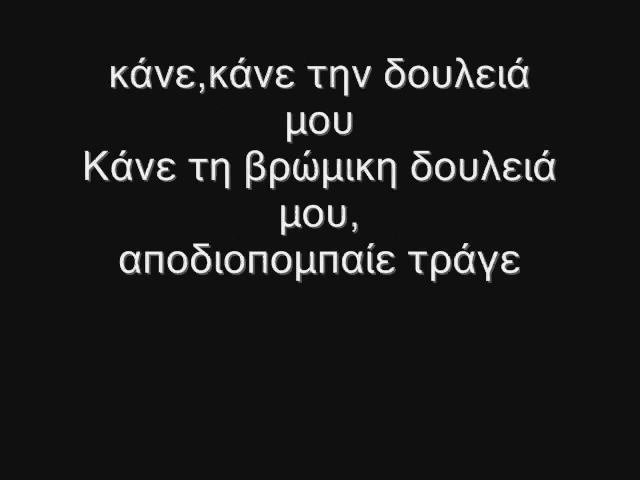 κάνε,κάνε την δουλειά
μου
Κάνε τη βρώμικη δουλειά
μου,
αποδιοπομπαίε τράγε